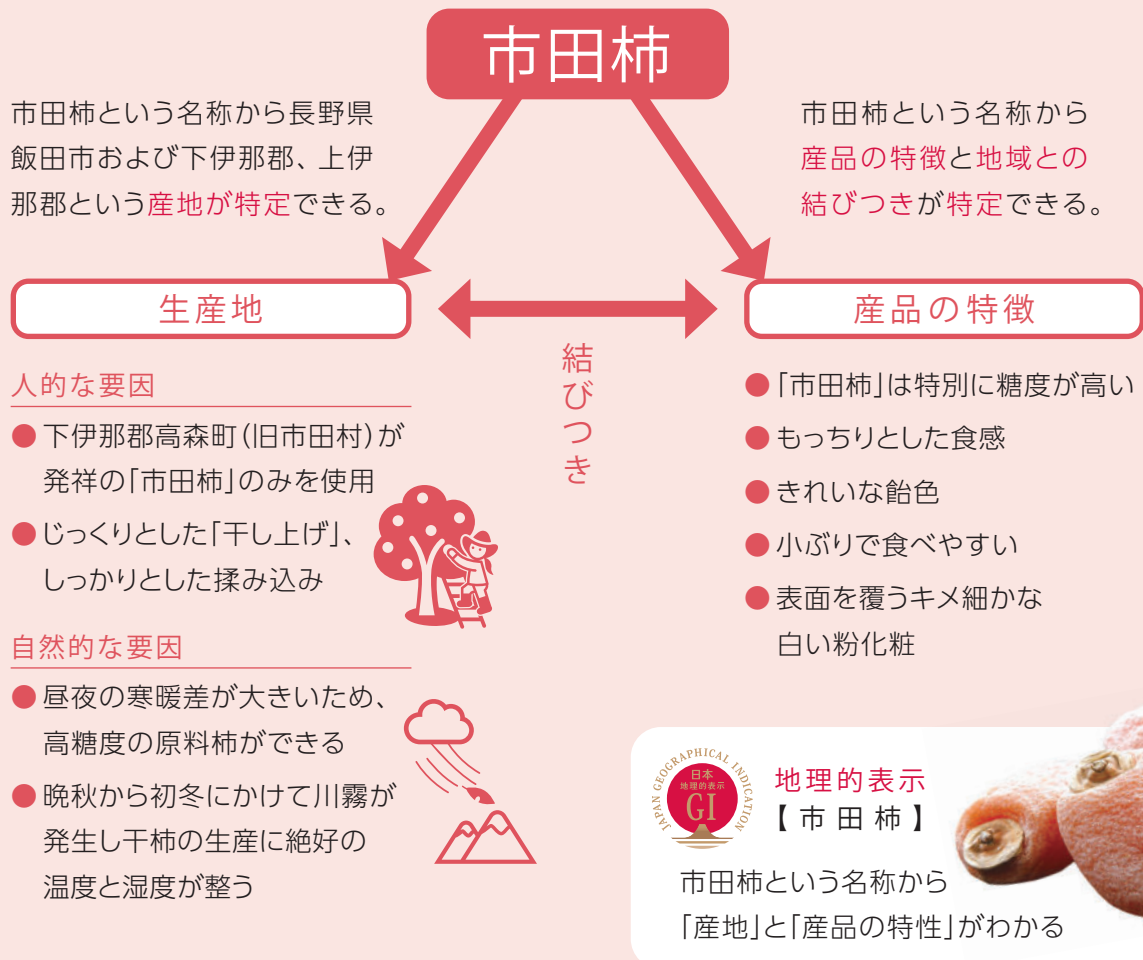 市田柿
市田柿という名称から長野県
飯田市および下伊那郡、上伊
那郡という産地が特定できる。
市田柿という名称から
産品の特徴と地域との
結びつきが特定できる。
生産地
結びつき
産品の特徴
人的な要因
● 下伊那郡高森町(旧市田村)が
発祥の「市田柿」のみを使用
● じっくりとした「干し上げ」、
しっかりとした揉み込み
自然的な要因
● 昼夜の寒暖差が大きいため、
高糖度の原料柿ができる
● 晩秋から初冬にかけて川霧が
発生し干柿の生産に絶好の
温度と湿度が整う
● 「市田柿」は特別に糖度が高い
● もっちりとした食感
● きれいな飴色
● 小ぶりで食べやすい
● 表面を覆うキメ細かな
白い粉化粧
JAPAN GEOGRAPHICAL INDICATION
日本
地理的表示
GI
地理的表示
【市田柿】
市田柿という名称から
「産地」と「産品の特性」がわかる